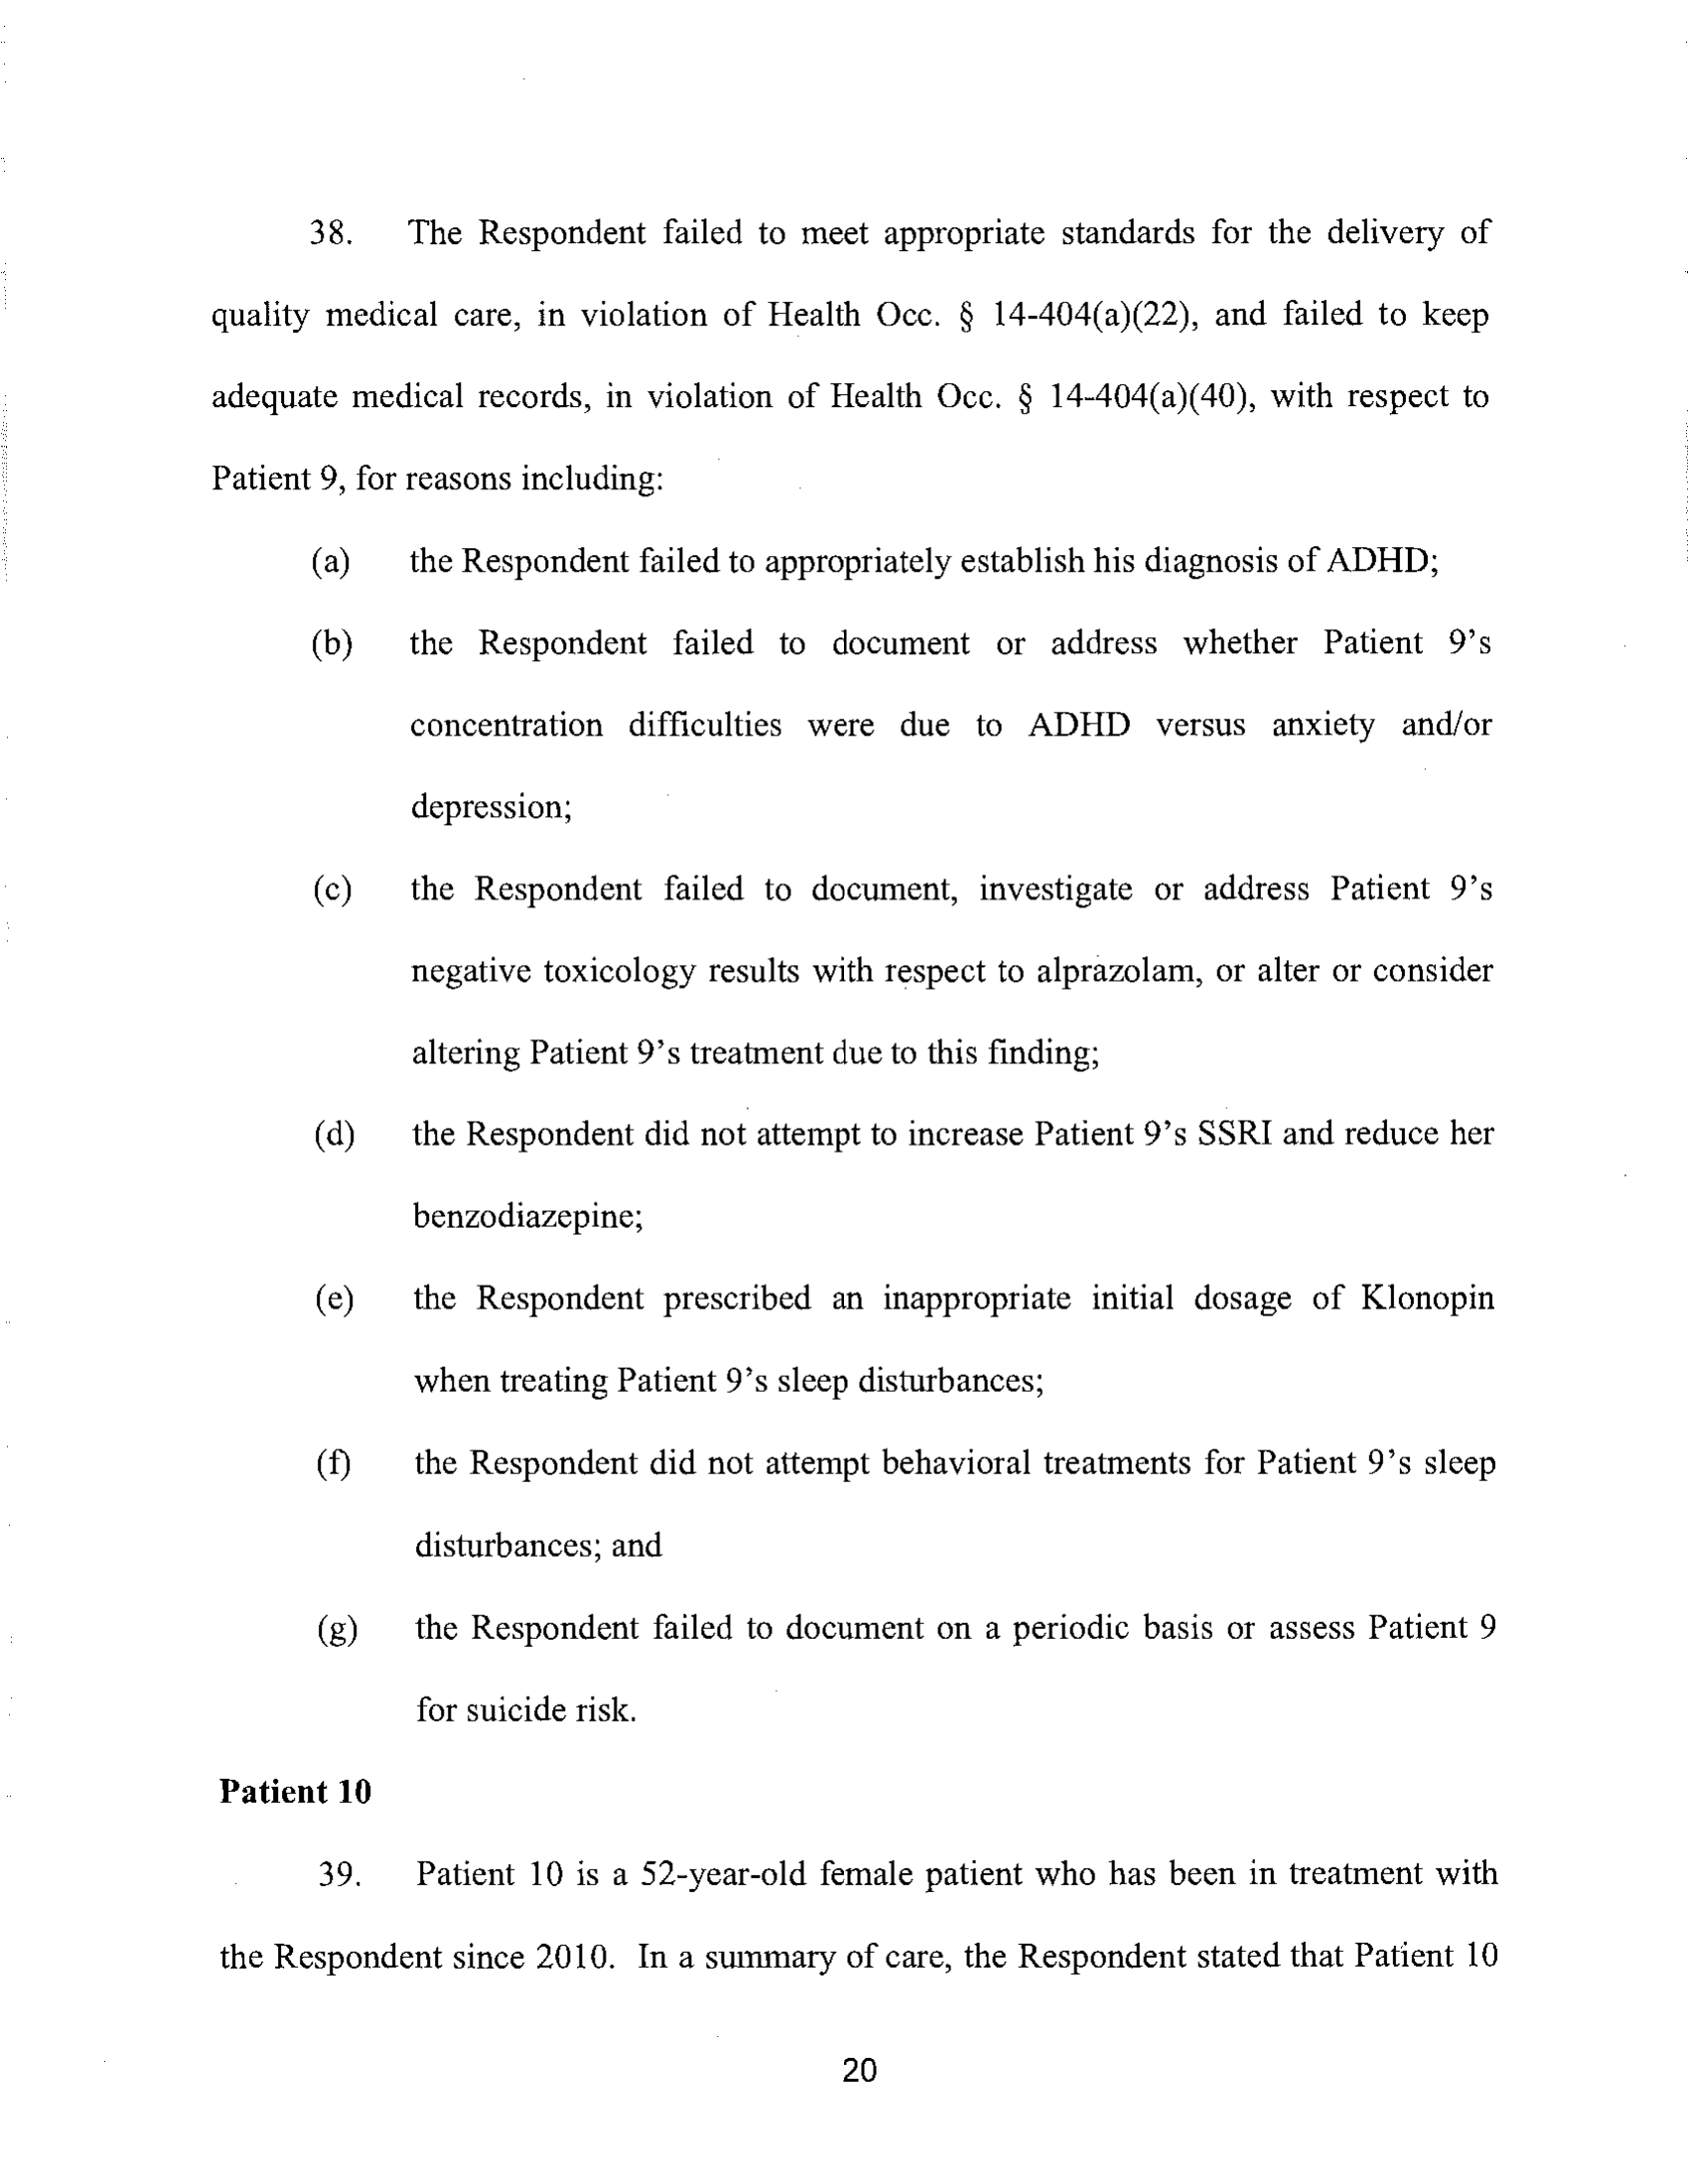 38. The Respondent failed to meet appropriate standards for the delivery of
quality medical care, in violation of Health Occ. § 14-404(a)(22), and failed to keep
adequate medical records, in violation of Health Occ. § 14-404(a)(40), with respect to
Patient 9, for reasons including:
(a) the Respondent failed to appropriately establish his diagnosis of ADHD;
(b) the Respondent failed to document or address whether Patient 9’s
concentration difficulties were due to ADHD versus anxiety and/or
depression;
(c) the Respondent failed to document, investigate or address Patient 9’s
negative toxicology results with respect to alprazolam, or alter or consider
altering Patient 9’s treatment due to this finding;
(d) the Respondent did not attempt to increase Patient 9’s SSRI and reduce her
benzodiazepine;
(e) the Respondent prescribed an inappropriate initial dosage of Klonopin
when treating Patient 9’s sleep disturbances;
(f) the Respondent did not attempt behavioral treatments for Patient 9’s sleep
disturbances; and
(g) the Respondent failed to document on a periodic basis or assess Patient 9
for suicide risk.
Patient 10
39. Patient 10 is a 52-year-old female patient who has been in treatment with
the Respondent since 2010. In a summary of care, the Respondent stated that Patient 10
20